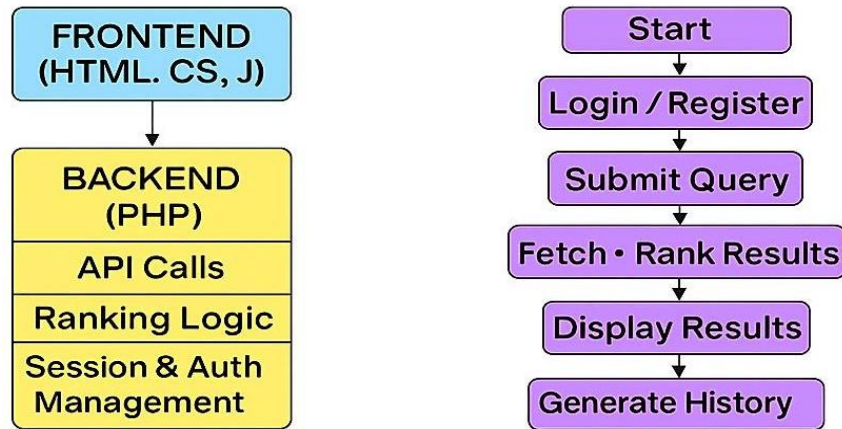 FRONTEND
(HTML. CS, J)
BACKEND
(PHP)
API Calls
Ranking Logic
Session & Auth
Management
Start
Login / Register
Submit Query
Fetch • Rank Results
Display Results
Generate History